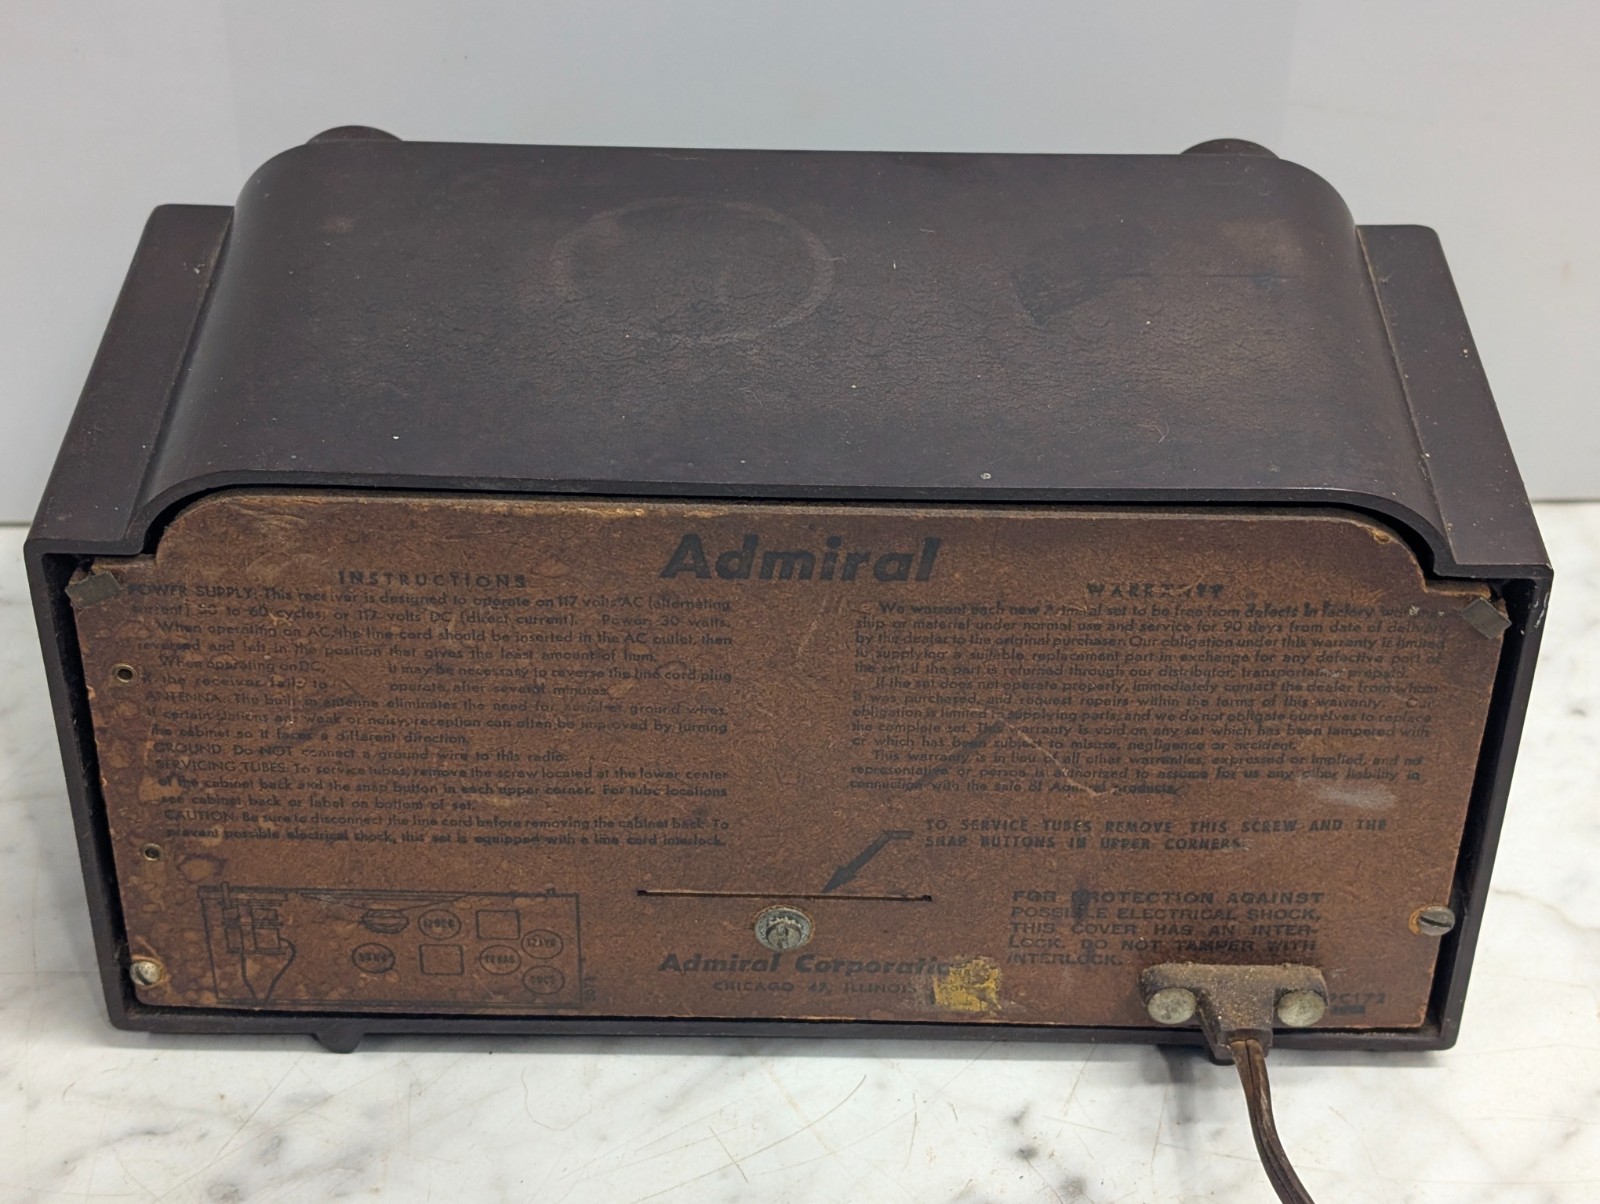 Admiral
INSTRUCTIONS
POWER SUPPLY: This receiver is designed to operate on 117 volts AC (alternating
current) 50 to 60 cycles, or 117 volts DC (direct current). Power: 30 watts.
When operating on AC, the line cord should be inserted in the AC outlet, then
reversed and left in the position that gives the least amount of hum.
When operating on DC, it may be necessary to reverse the line cord plug
if the receiver fails to operate, after several minutes.
ANTENNA: The built in antenna eliminates the need for aerial or ground wires.
If certain stations are weak or noisy, reception can often be improved by turning
the cabinet so it faces a different direction.
GROUND: Do NOT connect a ground wire to this radio.
SERVICING TUBES: To service tubes, remove the screw located at the lower center
of the cabinet back and the snap button in each upper corner. For tube locations
see cabinet back or label on bottom of set.
CAUTION: Be sure to disconnect the line cord before removing the cabinet back. To
prevent possible electrical shock, this set is equipped with a line cord interlock.
WARRANTY
We warrant each new Admiral set to be free from defects in factory
ship or material under normal use and service for 90 days from date of delivery
by the dealer to the original purchaser. Our obligation under this warranty is limited
to supplying a suitable replacement part in exchange for any defective part of
the set, if the part is returned through our distributor, transportation prepaid.
If the set does not operate properly, immediately contact the dealer from whom
it was purchased, and request repairs within the terms of this warranty. Our
obligation is limited to supplying parts, and we do not obligate ourselves to replace
the complete set. This warranty is void on any set which has been tampered with
or which has been subject to misuse, negligence or accident.
This warranty is in lieu of all other warranties, expressed or implied, and no
representative or person is authorized to assume for us any other liability in
connection with the sale of Admiral products.
TO SERVICE TUBES REMOVE THIS SCREW AND THE
SNAP BUTTONS IN UPPER CORNERS.
FOR PROTECTION AGAINST
POSSIBLE ELECTRICAL SHOCK,
THIS COVER HAS AN INTER-
LOCK. DO NOT TAMPER WITH
INTERLOCK.
Admiral Corporation
CHICAGO 47, ILLINOIS